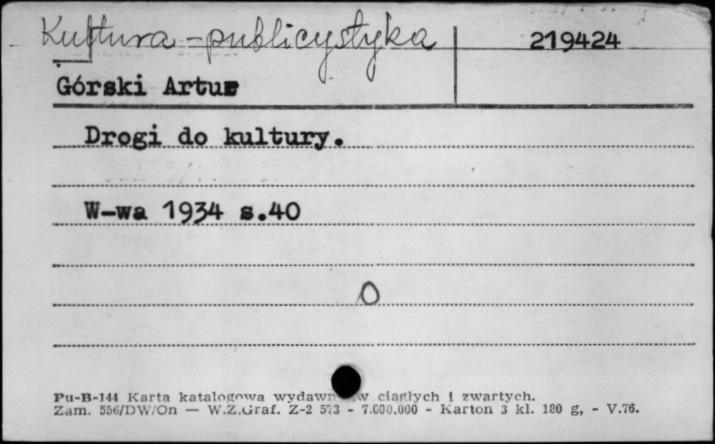 Kultura - publicystyka 219424
Górski Artur
Drogi do kultury.
W-wa 1934 s.40
O
Pu-B-144 Karta katalogowa wydawn w ciągłych i zwartych.
Zam. 556/DW/On — W.Z.Graf. Z-2 573 - 7.000.000 - Karton 3 kl. 180 g, - V.76.